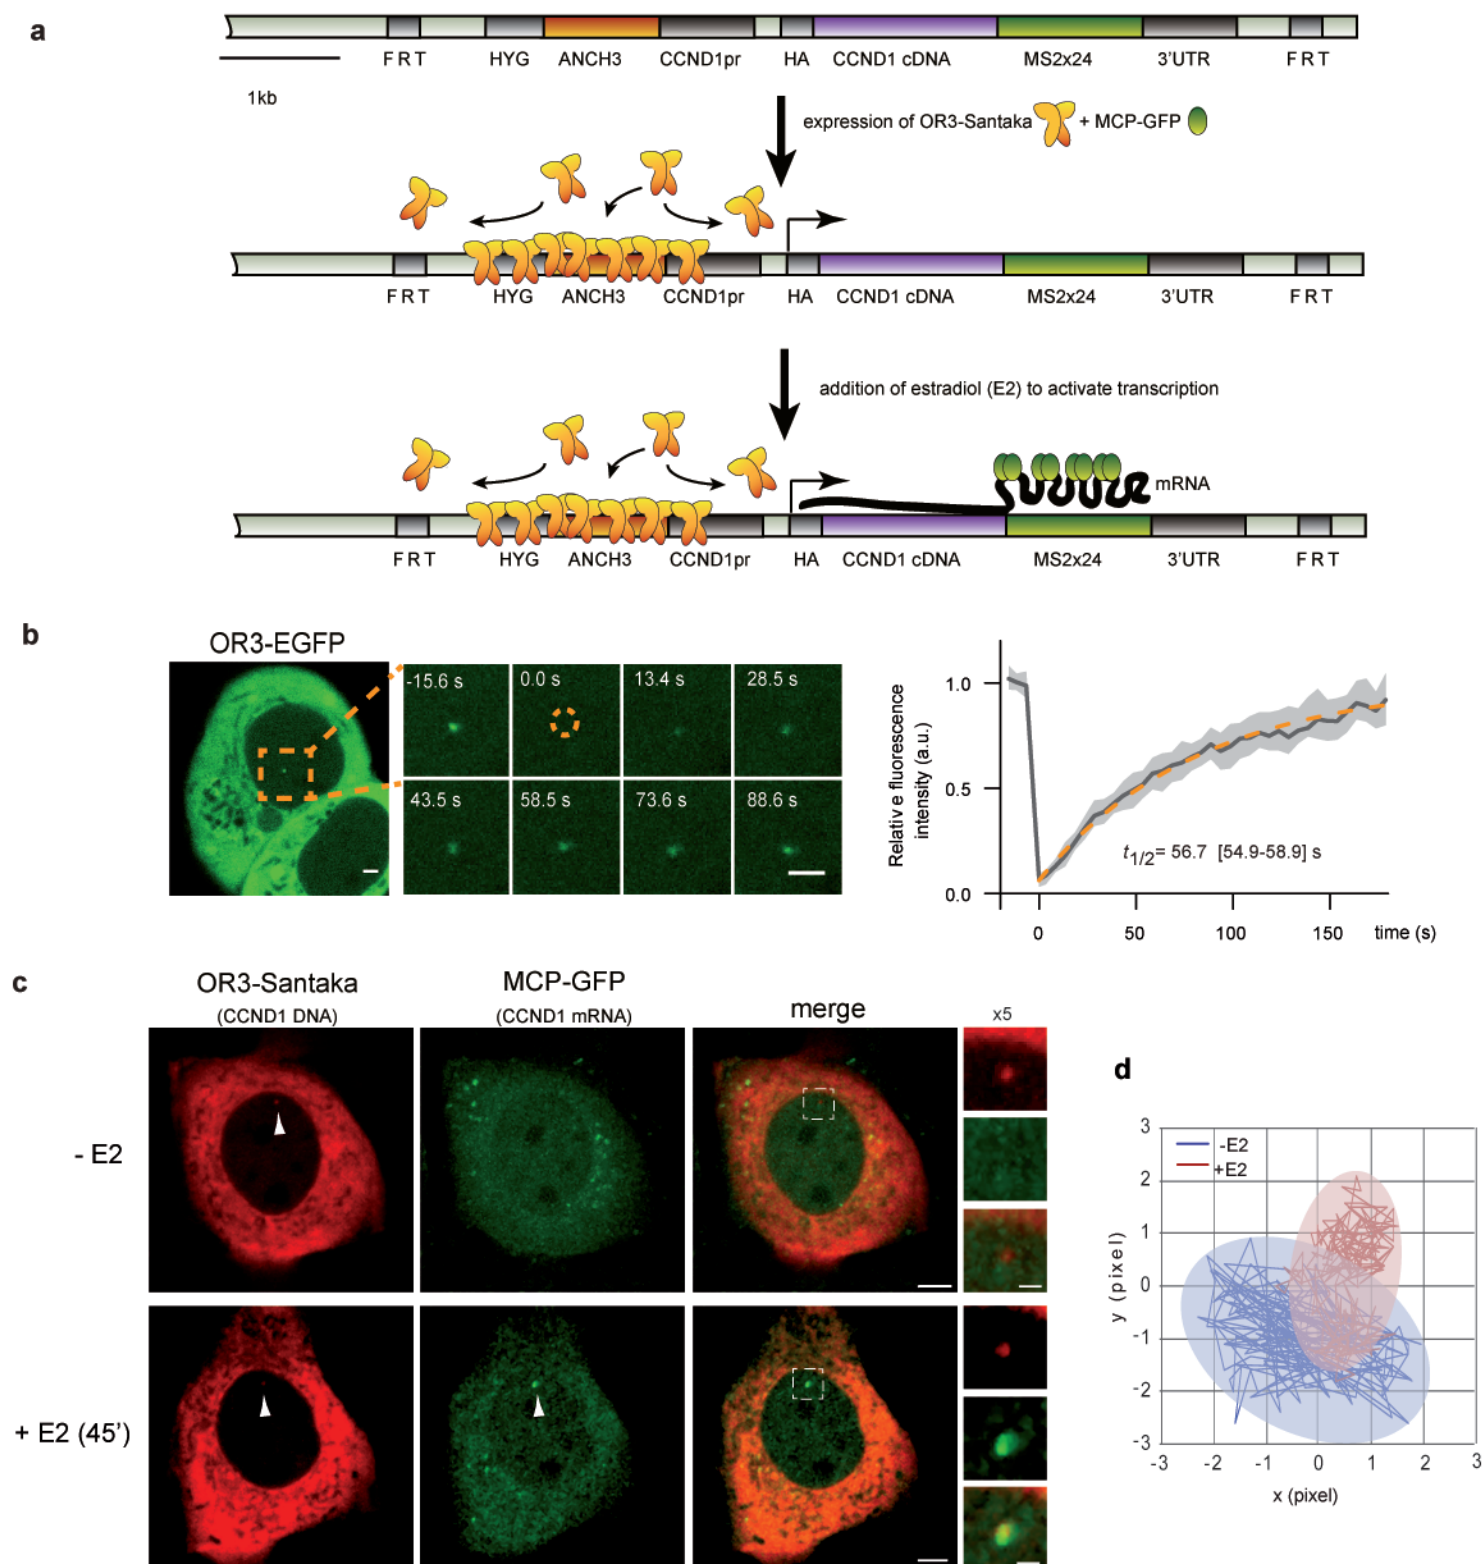 a
FRT HYG ANCH3 CCND1pr HA CCND1 cDNA MS2x24 3'UTR FRT
1kb
expression of OR3-Santaka + MCP-GFP
FRT HYG ANCH3 CCND1pr HA CCND1 cDNA MS2x24 3'UTR FRT
addition of estradiol (E2) to activate transcription
mRNA
FRT HYG ANCH3 CCND1pr HA CCND1 cDNA MS2x24 3'UTR FRT
b
OR3-EGFP
-15.6 s 0.0 s 13.4 s 28.5 s
43.5 s 58.5 s 73.6 s 88.6 s
Relative fluorescence
intensity (a.u.)
1.0
0.5
0.0
t1/2= 56.7 [54.9-58.9] s
0 50 100 150 time (s)
c
OR3-Santaka MCP-GFP merge x5
(CCND1 DNA) (CCND1 mRNA)
- E2
+ E2 (45')
d
-E2
+E2
y (pixel)
3
2
1
0
-1
-2
-3
-3 -2 -1 0 1 2 3
x (pixel)